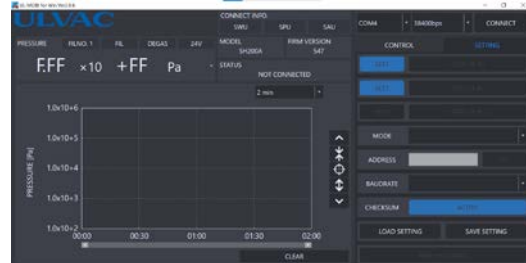 ULVAC
CONNECT INFO.
SWU SPU SAU
COM4 38400bps CONNECT
PRESSURE FILNO. 1 FIL DEGAS 24V
MODEL FIRM VERSION
SH200A S47
CONTROL SETTING
STATUS
NOT CONNECTED
F.FF ×10 +FF Pa
2 min
1.0x10+6
1.0x10+5
1.0x10+4
1.0x10+3
1.0x10+2
PRESSURE [Pa]
00:00 00:30 01:00 01:30 02:00
CLEAR
MODE
ADDRESS
BAUDRATE
CHECKSUM
LOAD SETTING SAVE SETTING